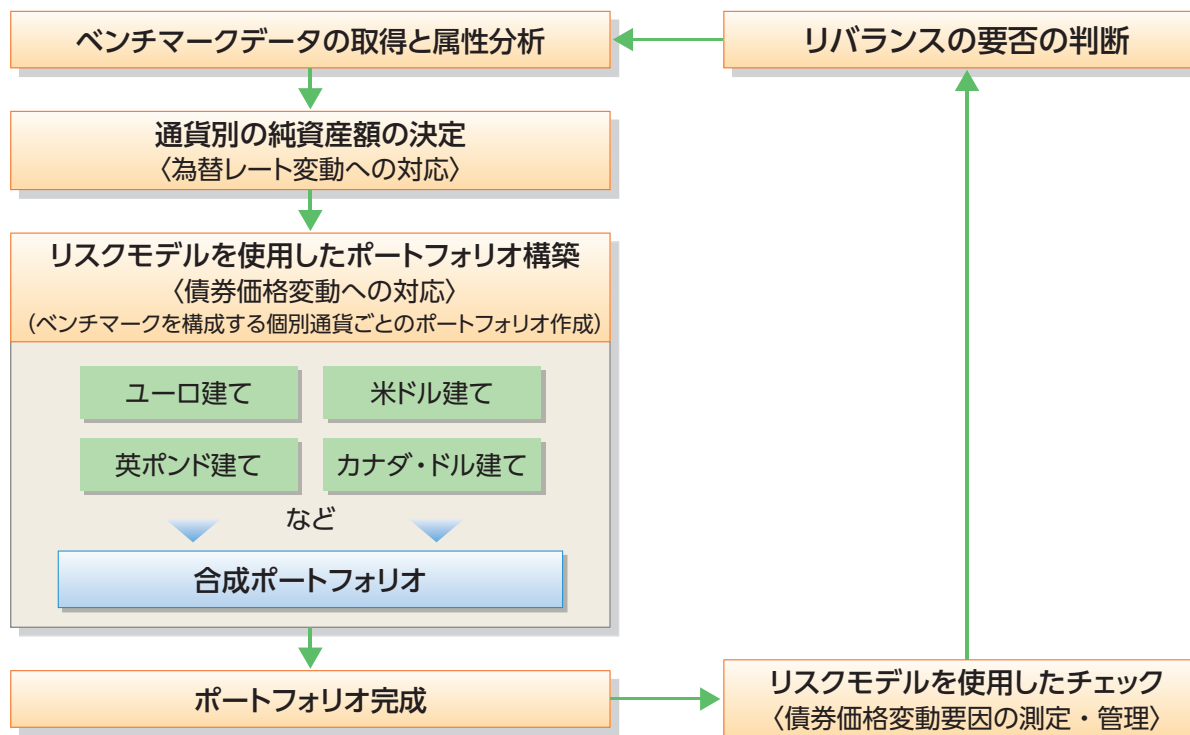 ベンチマークデータの取得と属性分析
リバランスの要否の判断
通貨別の純資産額の決定
〈為替レート変動への対応〉
リスクモデルを使用したポートフォリオ構築
〈債券価格変動への対応〉
(ベンチマークを構成する個別通貨ごとのポートフォリオ作成)
ユーロ建て
米ドル建て
英ポンド建て
カナダ・ドル建て
など
合成ポートフォリオ
ポートフォリオ完成
リスクモデルを使用したチェック
〈債券価格変動要因の測定・管理〉